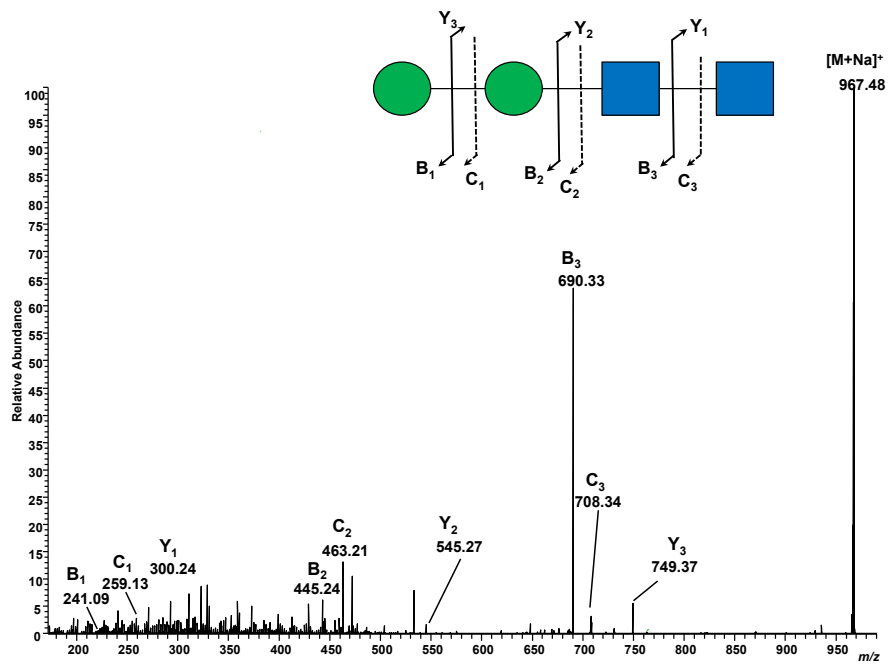 Y3
Y2
Y1
[M+Na]+
967.48
B1
C1
B2
C2
B3
C3
100
95
90
85
80
75
70
65
60
55
50
45
40
35
30
25
20
15
10
5
0
Relative Abundance
B3
690.33
C3
708.34
Y2
545.27
C2
463.21
Y1
300.24
C1
259.13
B1
241.09
B2
445.24
Y3
749.37
200 250 300 350 400 450 500 550 600 650 700 750 800 850 900 950
m/z